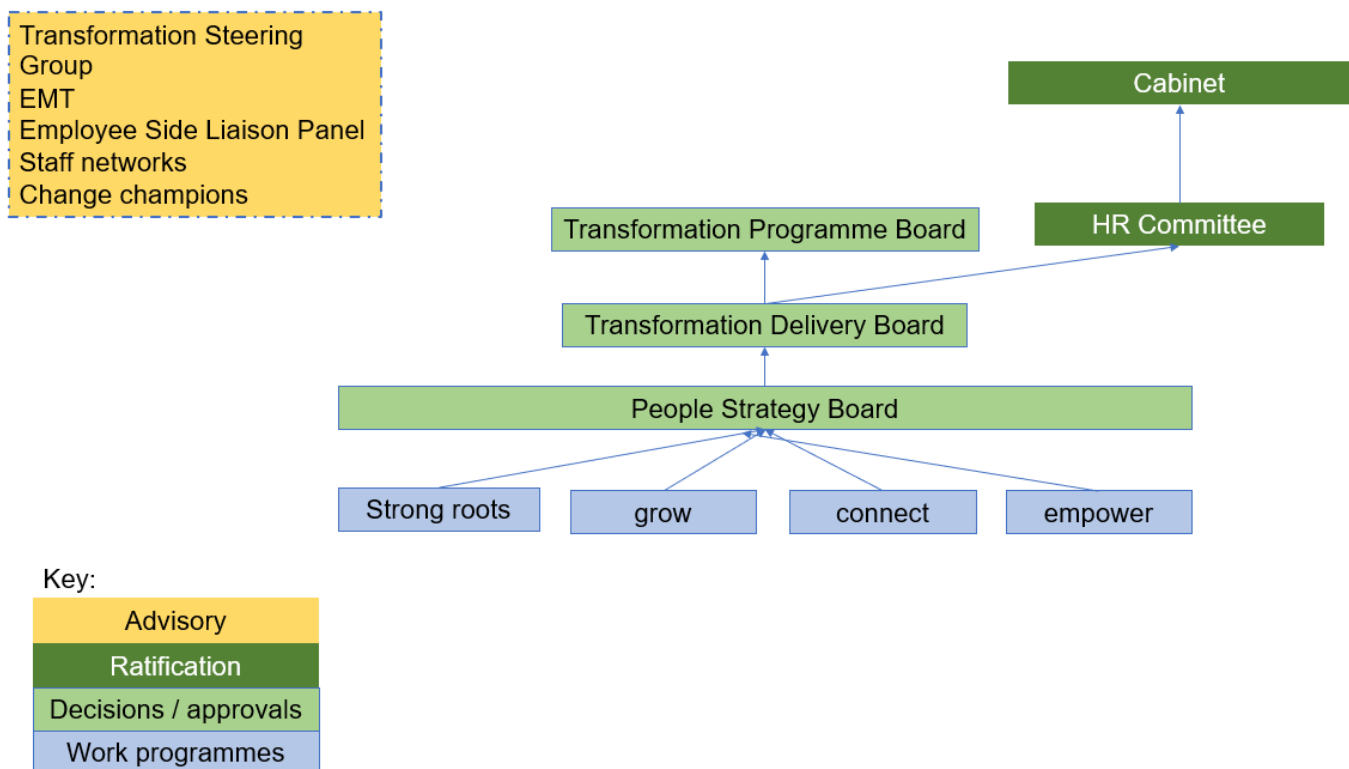 Transformation Steering
Group
EMT
Employee Side Liaison Panel
Staff networks
Change champions
Cabinet
HR Committee
Transformation Programme Board
Transformation Delivery Board
People Strategy Board
Strong roots
grow
connect
empower
Key:
Advisory
Ratification
Decisions / approvals
Work programmes